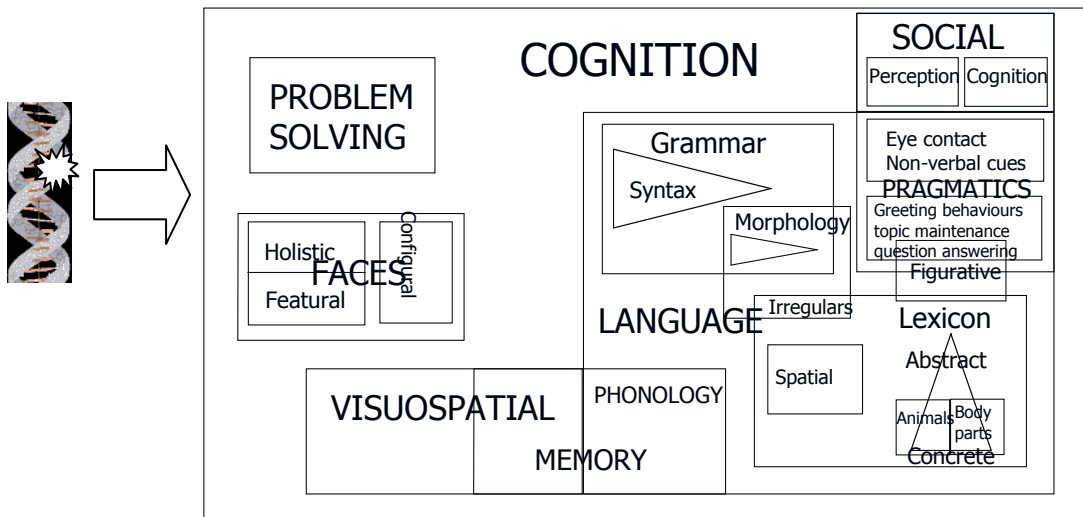 COGNITION
SOCIAL
Perception
Cognition
PROBLEM
SOLVING
Grammar
Syntax
Morphology
Eye contact
Non-verbal cues
PRAGMATICS
Greeting behaviours
topic maintenance
question answering
Figurative
Holistic
FACES
Featural
Configural
LANGUAGE
Irregulars
Lexicon
Abstract
Spatial
Animals
Body
parts
Concrete
VISUOSPATIAL
PHONOLOGY
MEMORY